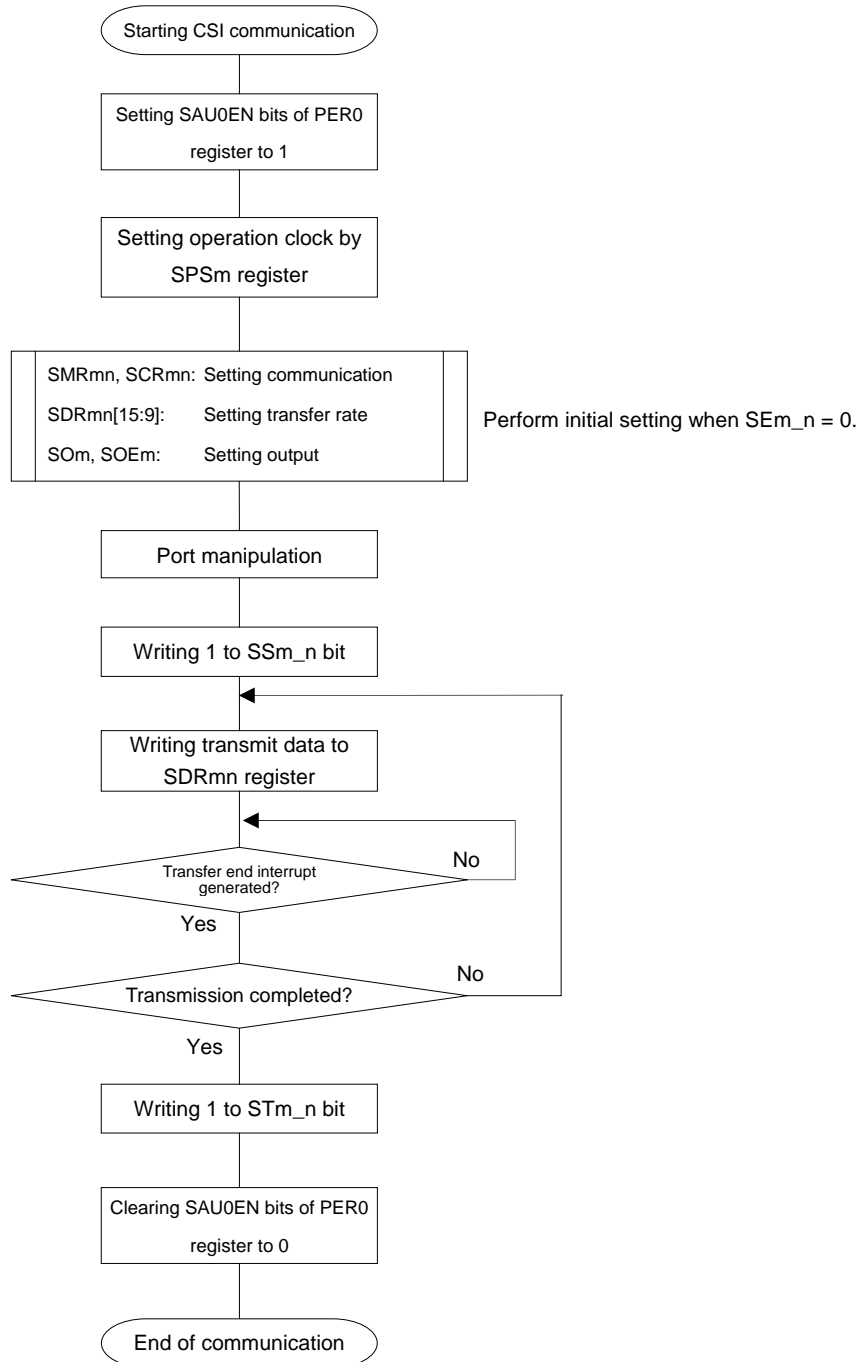 Starting CSI communication
Setting SAU0EN bits of PER0
register to 1
Setting operation clock by
SPSm register
SMRmn, SCRmn: Setting communication
SDRmn[15:9]: Setting transfer rate
SOm, SOEm: Setting output
Perform initial setting when SEm_n = 0.
Port manipulation
Writing 1 to SSm_n bit
Writing transmit data to
SDRmn register
Transfer end interrupt
generated?
No
Yes
Transmission completed?
No
Yes
Writing 1 to STm_n bit
Clearing SAU0EN bits of PER0
register to 0
End of communication